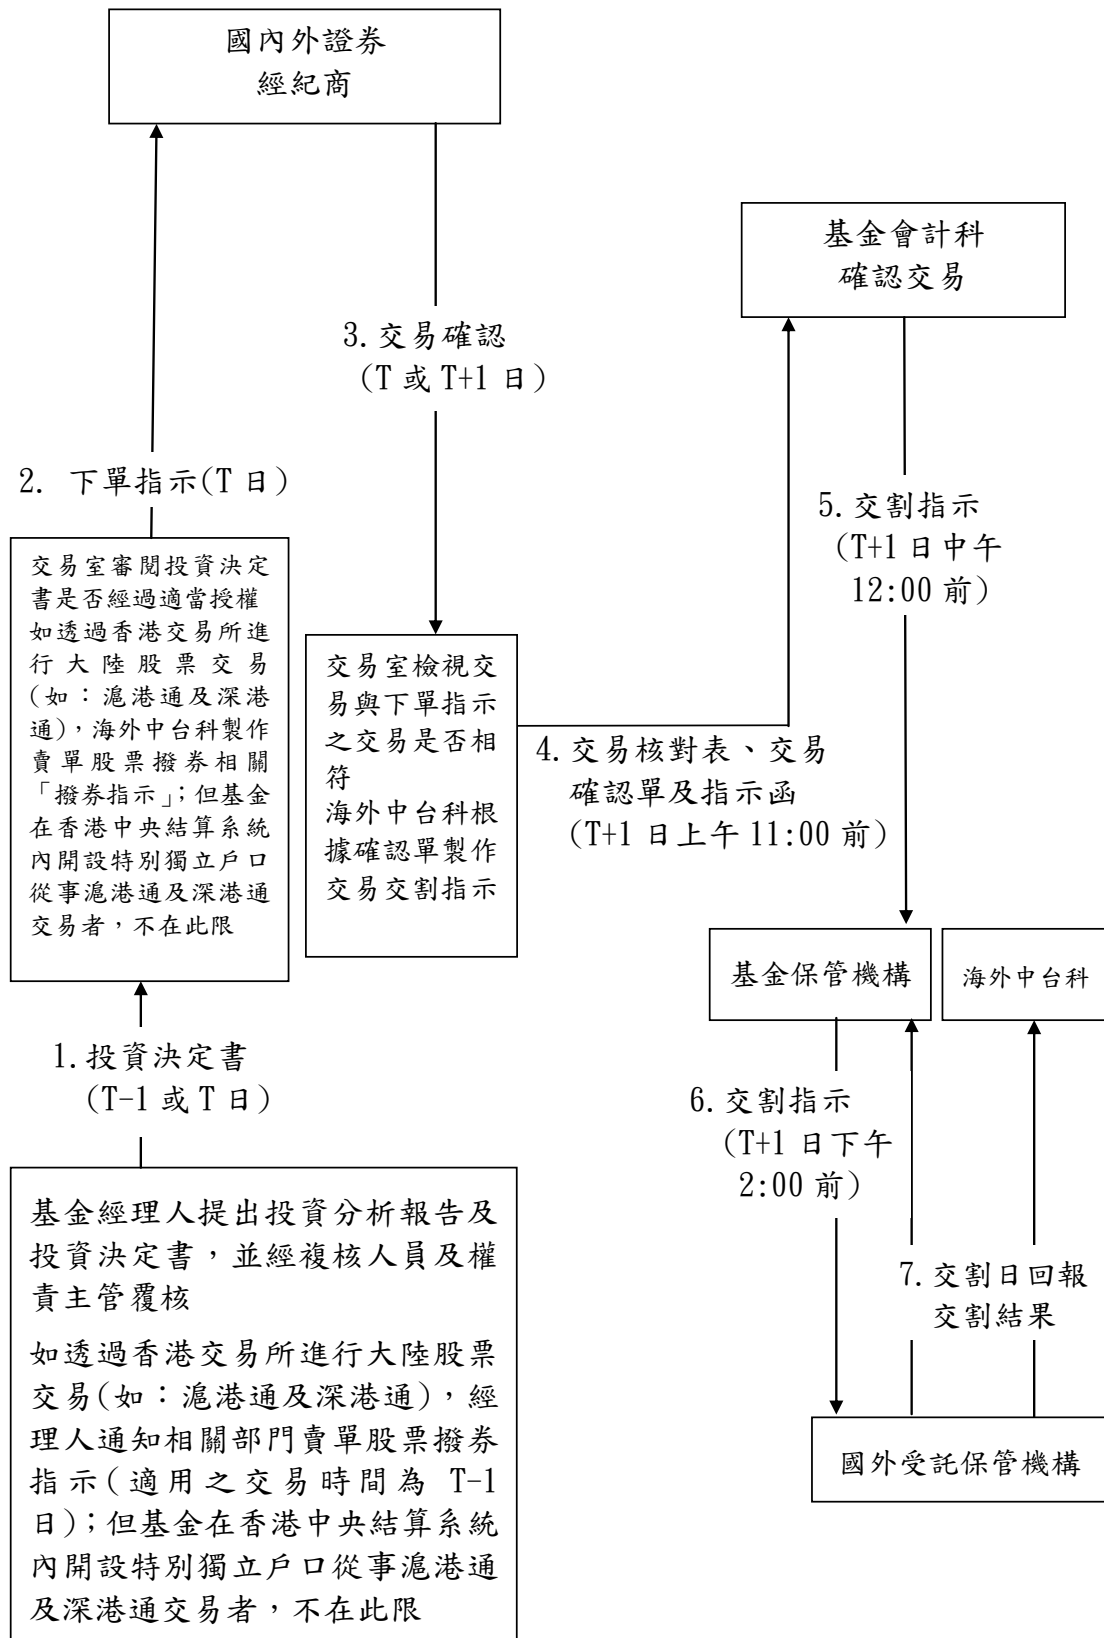 國內外證券
經紀商
基金會計科
確認交易
3.交易確認
(T 或 T+1 日)
2. 下單指示(T 日)
5.交割指示
(T+1 日中午
12:00 前)
交易室審閱投資決定
書是否經過適當授權
如透過香港交易所進
行大陸股票交易
(如：滬港通及深港
通)，海外中台科製作
賣單股票撥券相關
「撥券指示」；但基金
在香港中央結算系統
內開設特別獨立戶口
從事滬港通及深港通
交易者，不在此限
交易室檢視交
易與下單指示
之交易是否相
符
海外中台科根
據確認單製作
交易交割指示
4.交易核對表、交易
確認單及指示函
(T+1 日上午 11:00 前)
基金保管機構
海外中台科
1.投資決定書
(T-1 或 T 日)
6.交割指示
(T+1 日下午
2:00 前)
基金經理人提出投資分析報告及
投資決定書，並經複核人員及權
責主管覆核
如透過香港交易所進行大陸股票
交易(如：滬港通及深港通)，經
理人通知相關部門賣單股票撥券
指示(適用之交易時間為 T-1
日)；但基金在香港中央結算系統
內開設特別獨立戶口從事滬港通
及深港通交易者，不在此限
7.交割日回報
交割結果
國外受託保管機構